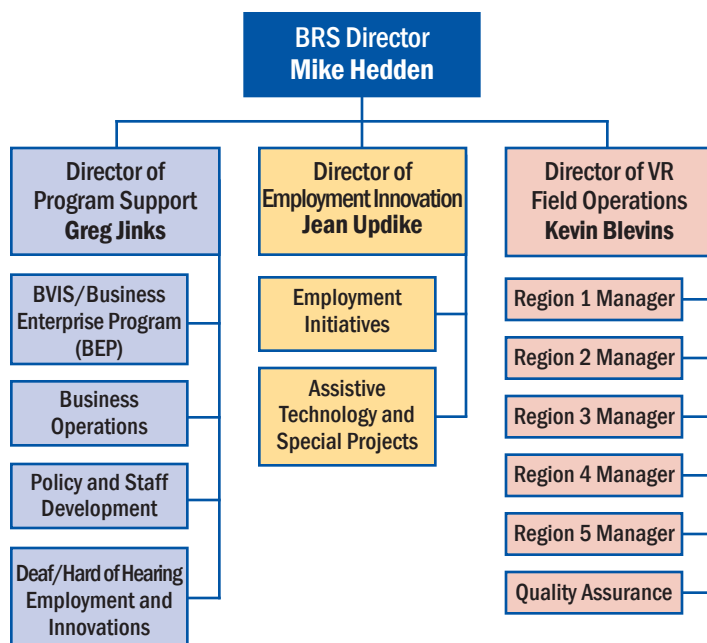 BRS Director
Mike Hedden
Director of
Program Support
Greg Jinks
BVIS/Business
Enterprise Program
(BEP)
Business
Operations
Policy and Staff
Development
Deaf/Hard of Hearing
Employment and
Innovations
Director of
Employment Innovation
Jean Updike
Employment
Initiatives
Assistive
Technology and
Special Projects
Director of VR
Field Operations
Kevin Blevins
Region 1 Manager
Region 2 Manager
Region 3 Manager
Region 4 Manager
Region 5 Manager
Quality Assurance